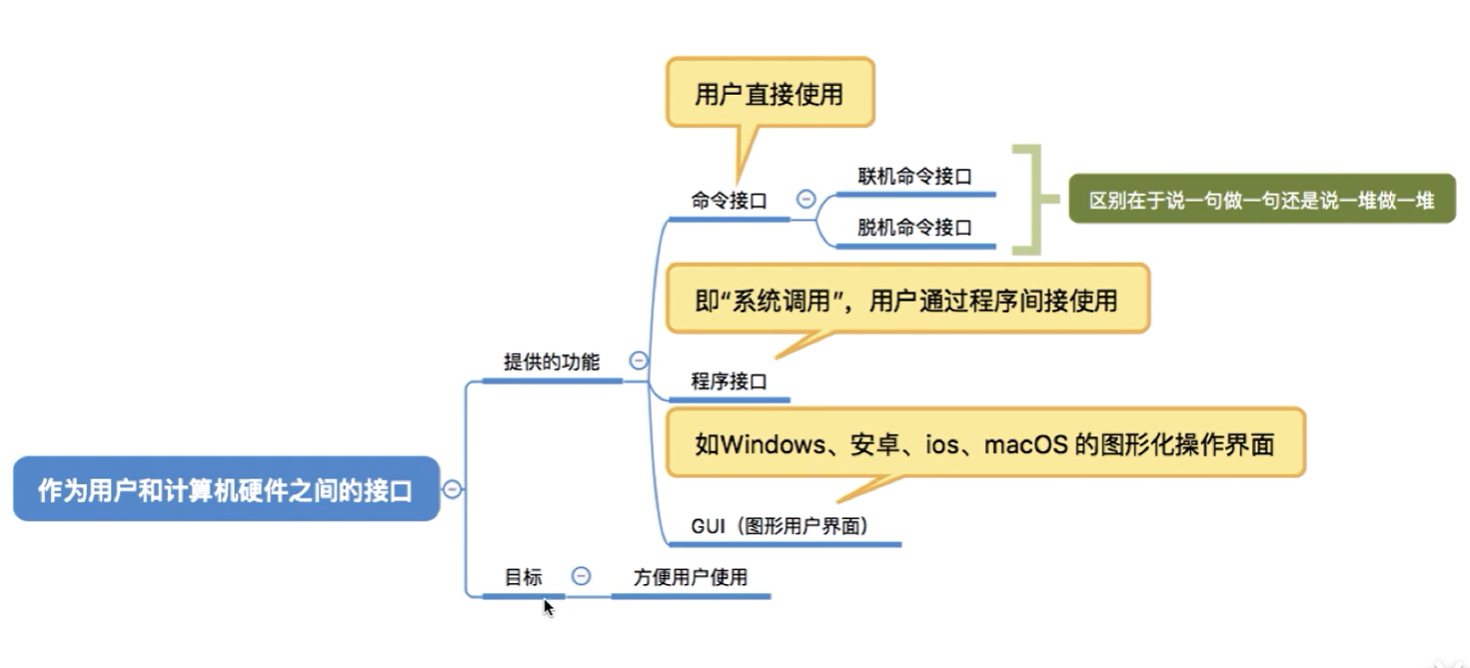 用户直接使用
联机命令接口
命令接口
区别在于说一句做一句还是说一堆做一堆
脱机命令接口
即“系统调用”，用户通过程序间接使用
提供的功能
程序接口
如Windows、安卓、ios、macOS 的图形化操作界面
作为用户和计算机硬件之间的接口
GUI（图形用户界面）
目标
方便用户使用